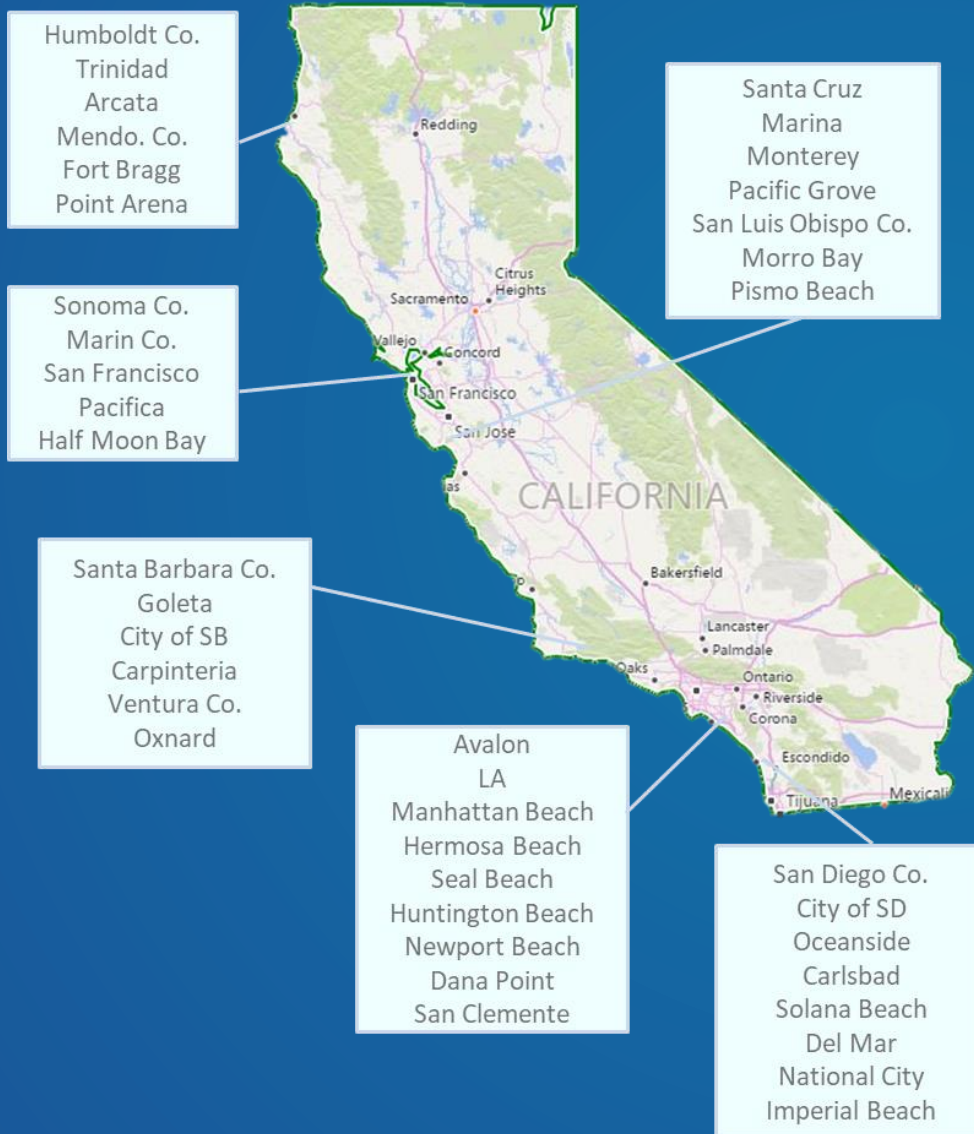 Humboldt Co.
Trinidad
Arcata
Mendo. Co.
Fort Bragg
Point Arena
Santa Cruz
Marina
Monterey
Pacific Grove
San Luis Obispo Co.
Morro Bay
Pismo Beach
Sonoma Co.
Marin Co.
San Francisco
Pacifica
Half Moon Bay
Redding
Citrus
Heights
Sacramento
Vallejo
Concord
San Francisco
San Jose
CALIFORNIA
Bakersfield
Lancaster
Palmdale
Oaks
Ontario
Riverside
Corona
Escondido
Tijuana
Mexicali
Santa Barbara Co.
Goleta
City of SB
Carpinteria
Ventura Co.
Oxnard
Avalon
LA
Manhattan Beach
Hermosa Beach
Seal Beach
Huntington Beach
Newport Beach
Dana Point
San Clemente
San Diego Co.
City of SD
Oceanside
Carlsbad
Solana Beach
Del Mar
National City
Imperial Beach